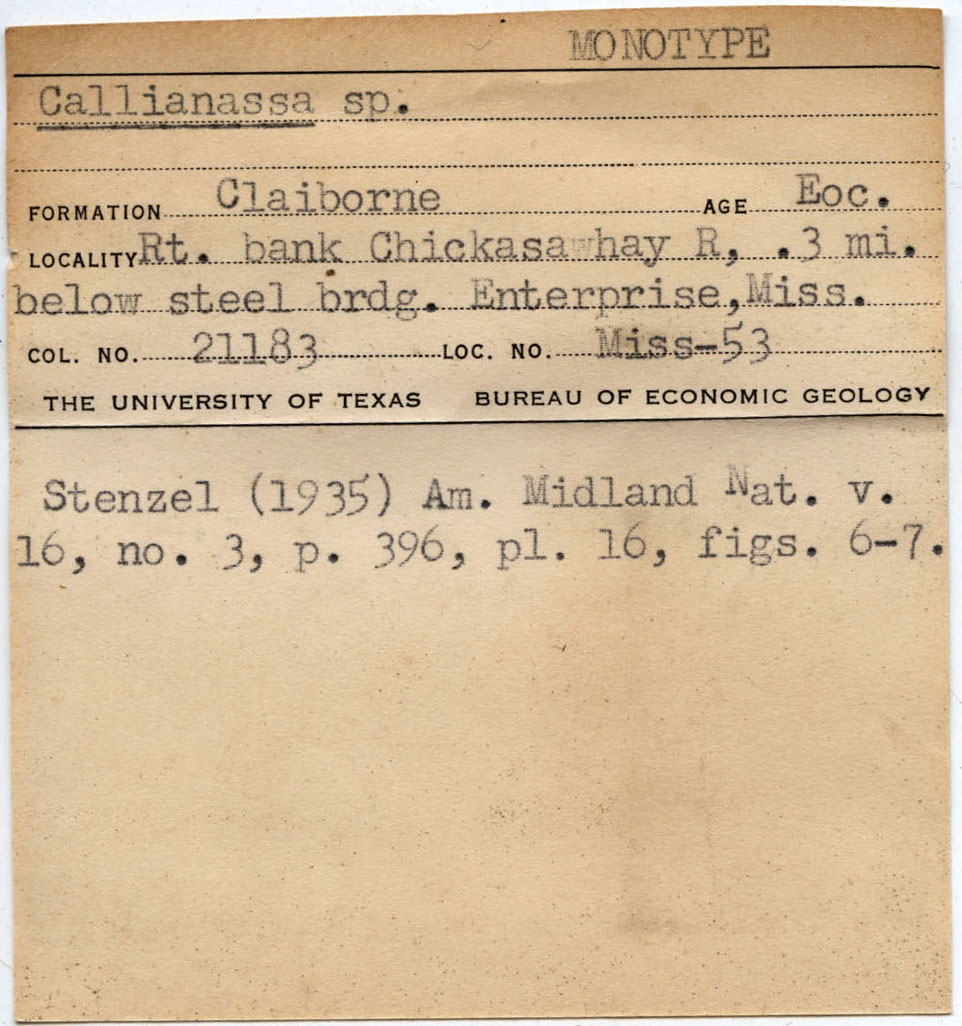 MONOTYPE
Callianassa sp.
FORMATION Claiborne AGE Eoc.
LOCALITY Rt. bank Chickasawhay R, .3 mi.
below steel brdg. Enterprise,Miss.
COL. NO. 21183 LOC. NO. Miss-53
THE UNIVERSITY OF TEXAS BUREAU OF ECONOMIC GEOLOGY
Stenzel (1935) Am. Midland Nat. v.
16, no. 3, p. 396, pl. 16, figs. 6-7.